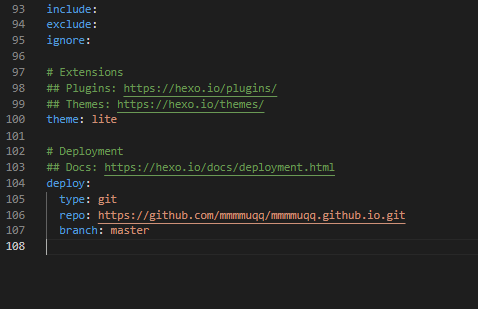 93 include:
94 exclude:
95 ignore:
96
97 # Extensions
98 ## Plugins: https://hexo.io/plugins/
99 ## Themes: https://hexo.io/themes/
100 theme: lite
101
102 # Deployment
103 ## Docs: https://hexo.io/docs/deployment.html
104 deploy:
105   type: git
106   repo: https://github.com/mmmmuqq/mmmmuqq.github.io.git
107   branch: master
108